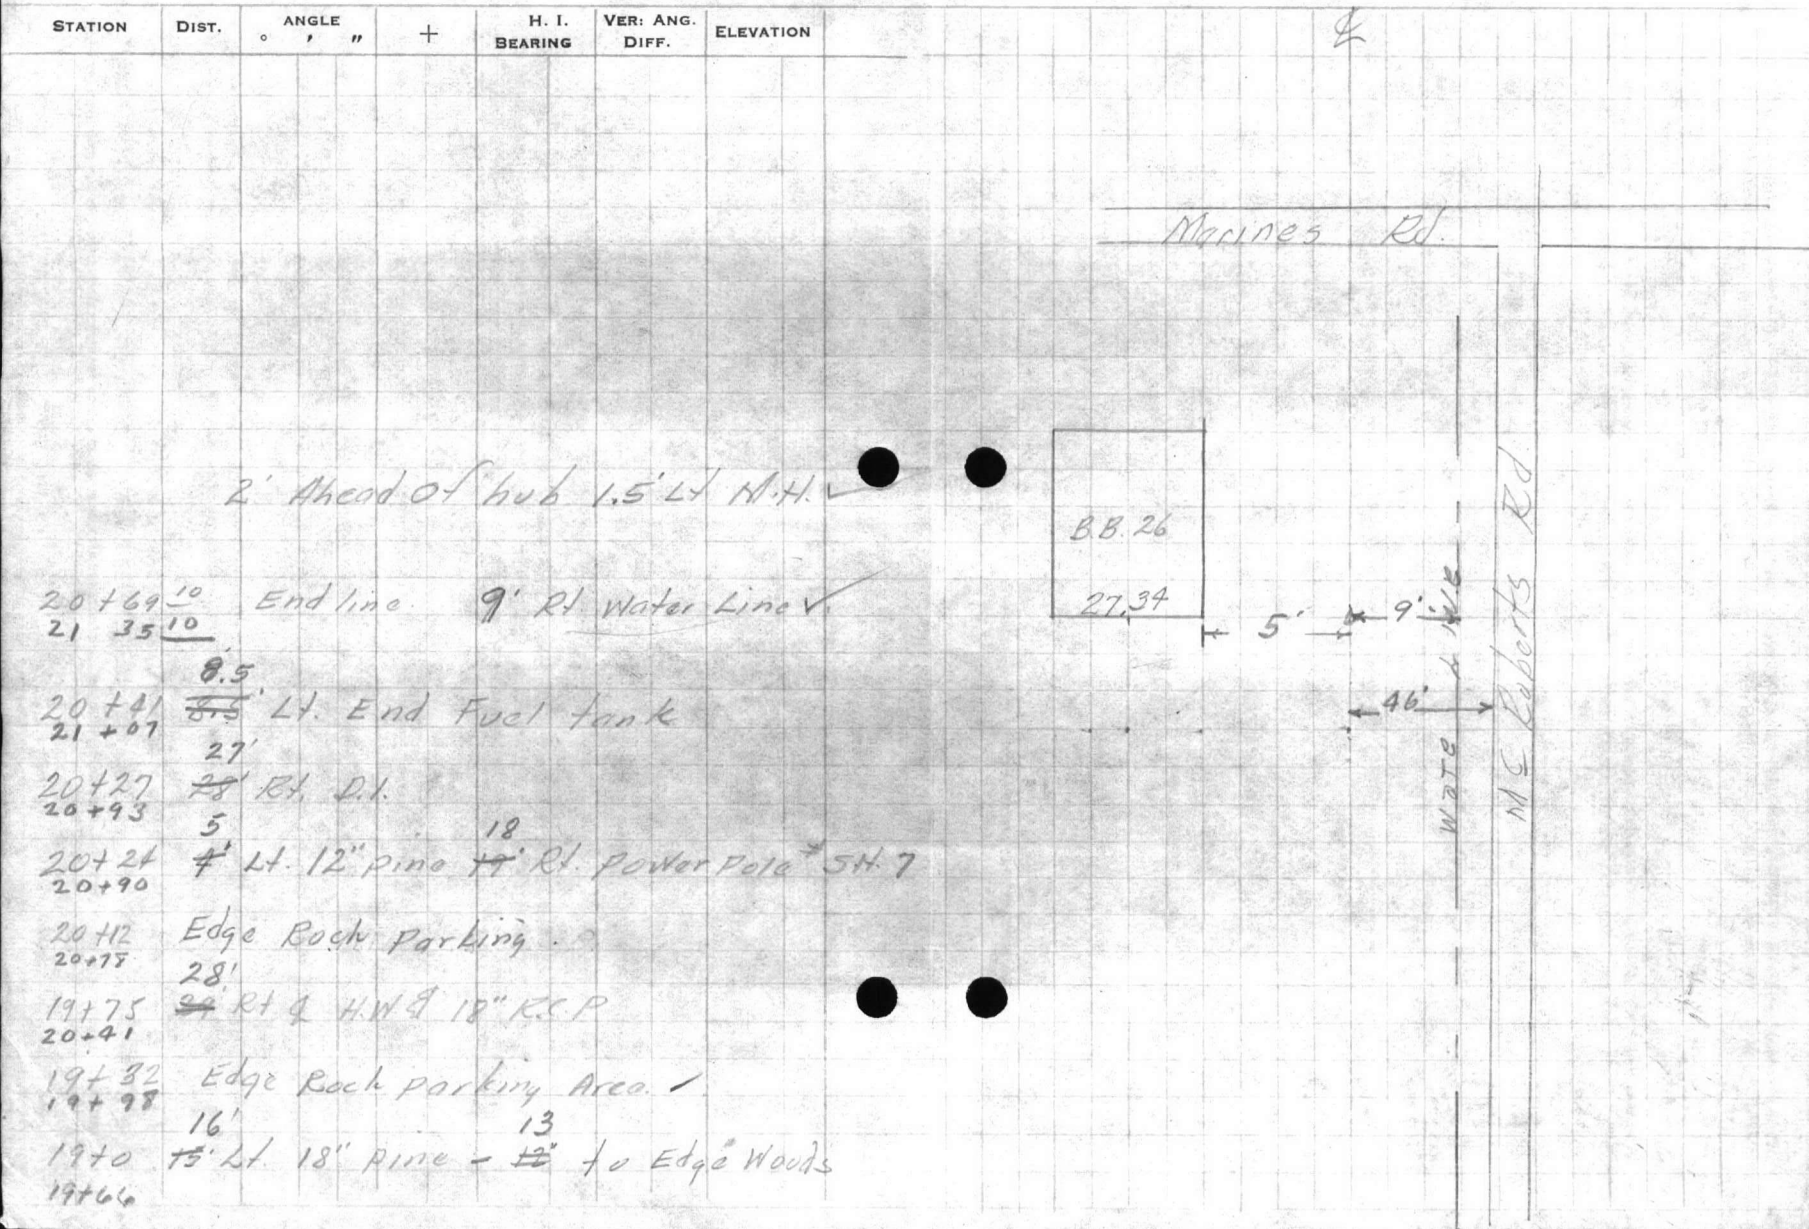 STATION DIST. ANGLE ° ' " + H. I. BEARING VER: ANG. DIFF. ELEVATION
℄
Marines Rd.
2' Ahead Of hub 1.5' Lt M.H. ✓
B.B. 26
27.34
5'
9'
46'
Water Line
Mc Roberts Rd
20+69 10 End line 9' Rt Water Line ✓
21 35 10
8.5
20+41 8.5' Lt. End Fuel tank
21+07
27'
20+27 28' Rt. D.I.
20+93
5 18
20+24 4' Lt. 12" pine 19' Rt. Power Pole # SH. 7
20+90
20+12 Edge Rock Parking
20+78
28'
19+75 29 Rt ℄ H.W & 18" R.C.P
20+41
19+32 Edge Rock parking Area. ✓
19+98
16' 13
19+0 15' Lt 18" pine - 12" to Edge Woods
19+66